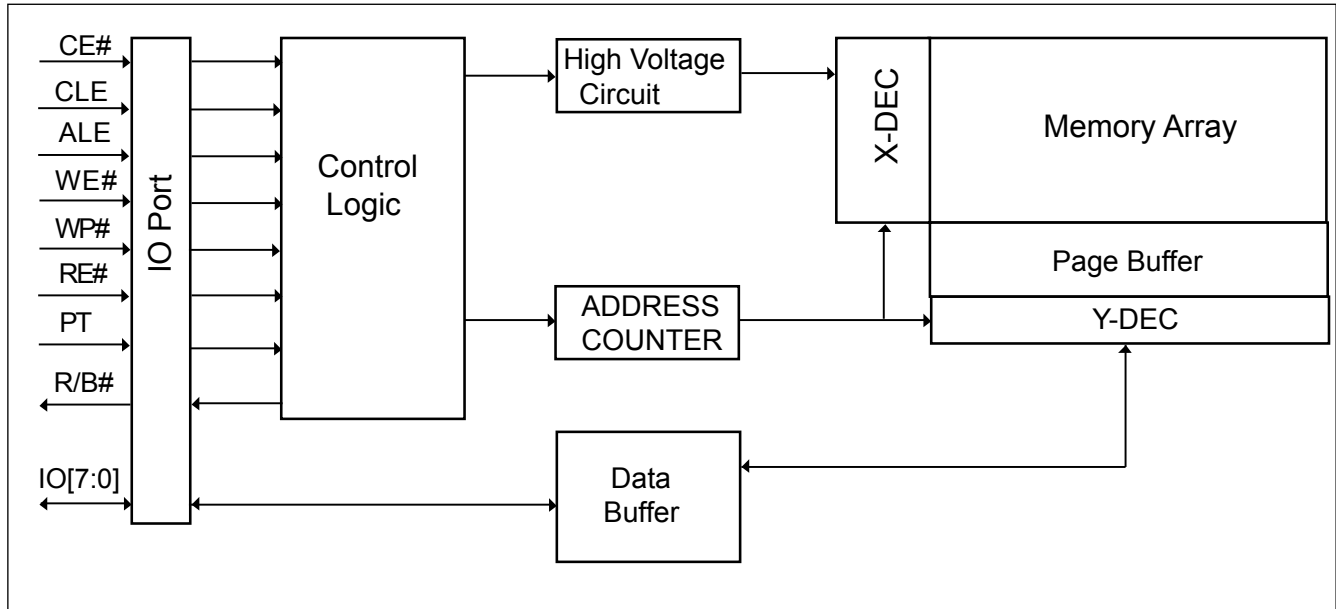 CE#
CLE
ALE
WE#
WP#
RE#
PT
R/B#
IO[7:0]
IO Port
Control
Logic
High Voltage
Circuit
ADDRESS
COUNTER
Data
Buffer
X-DEC
Memory Array
Page Buffer
Y-DEC